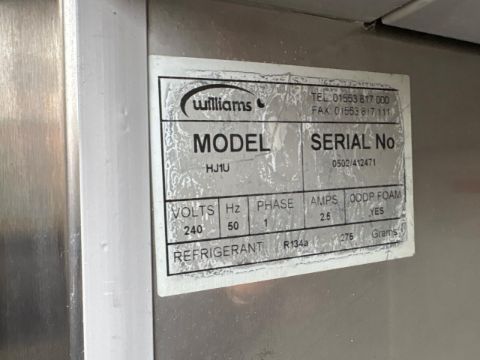 williams
TEL. 01553 817 000
FAX. 01553 817 111
MODEL
HJ1U
SERIAL No
0502/412471
VOLTS Hz PHASE AMPS OODP FOAM
240 50 1 2.5 YES
REFRIGERANT R134a 275 Grams